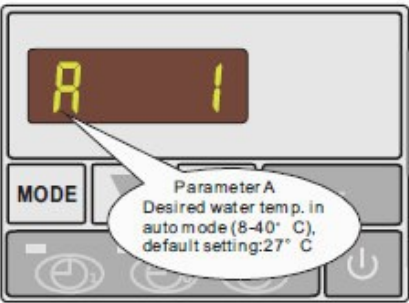 A 1
MODE
Parameter A
Desired water temp. in
auto mode (8-40° C),
default setting:27° C